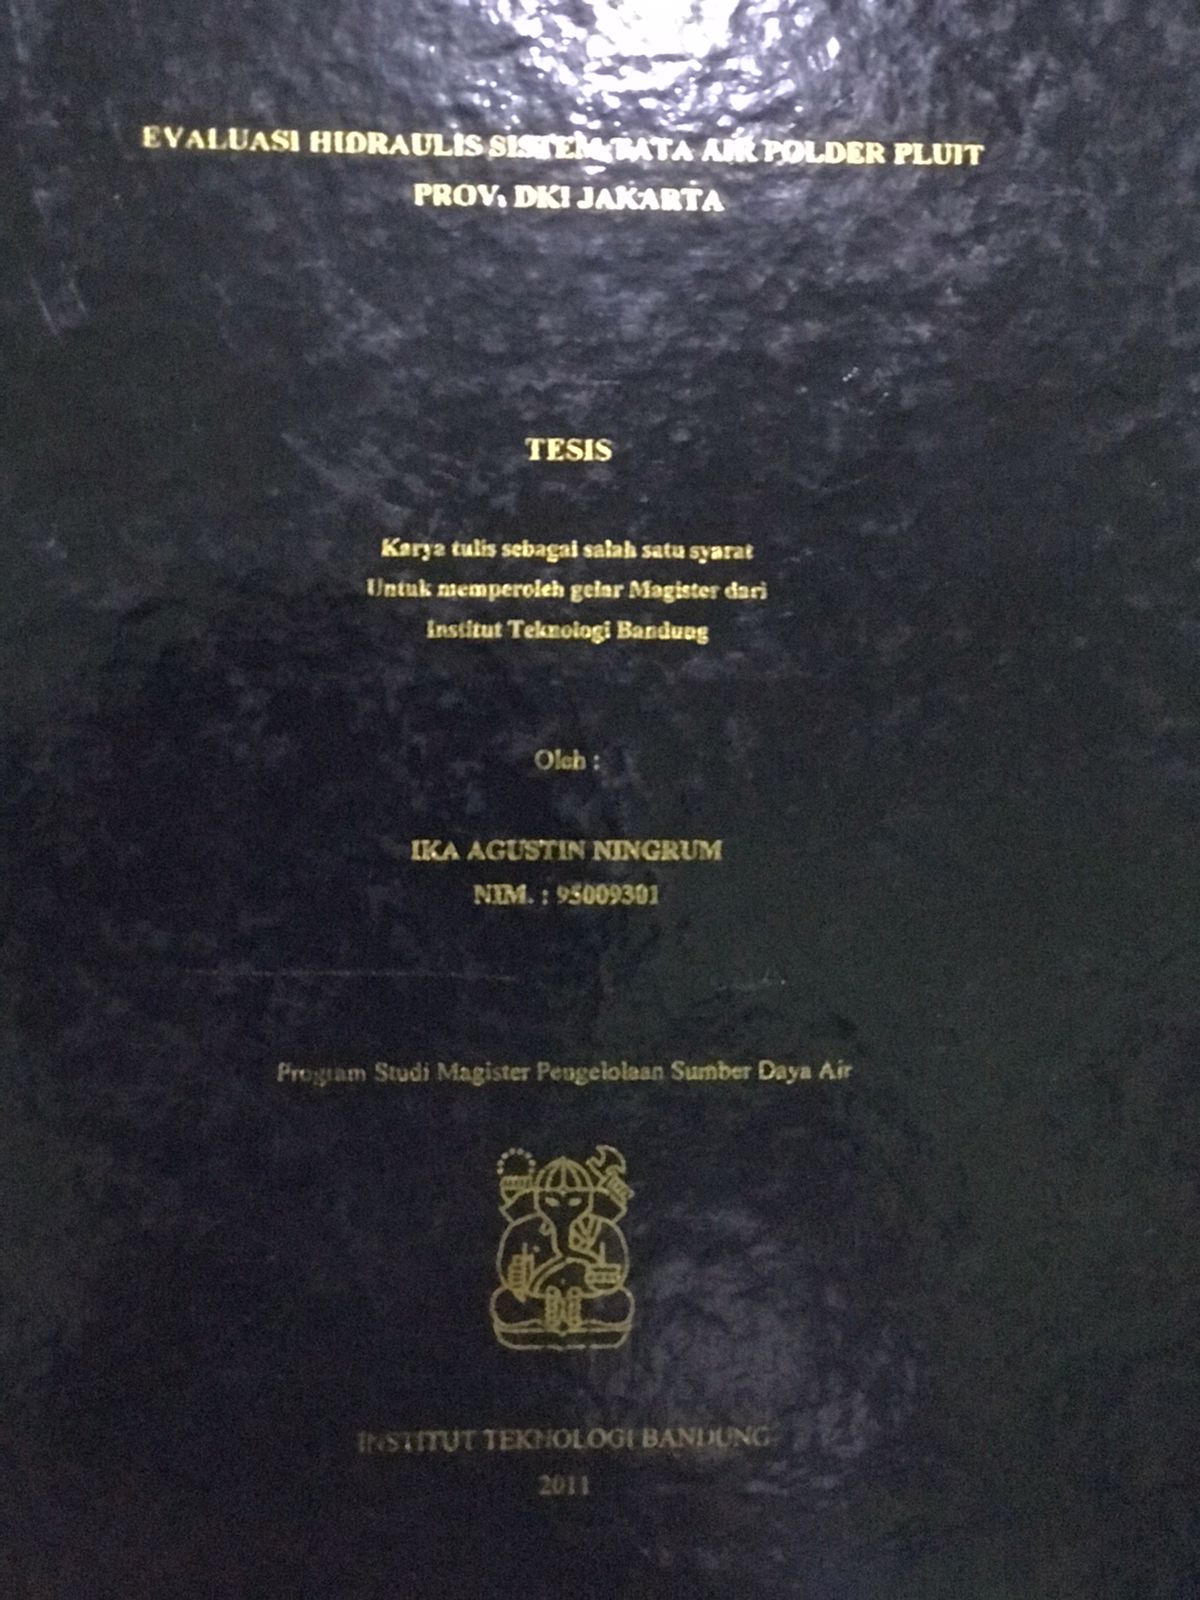 EVALUASI HIDRAULIS SISTEM TATA AIR POLDER PLUIT
PROV. DKI JAKARTA
TESIS
Karya tulis sebagai salah satu syarat
Untuk memperoleh gelar Magister dari
Institut Teknologi Bandung
Oleh :
IKA AGUSTIN NINGRUM
NIM. : 95009301
Program Studi Magister Pengelolaan Sumber Daya Air
INSTITUT TEKNOLOGI BANDUNG
2011